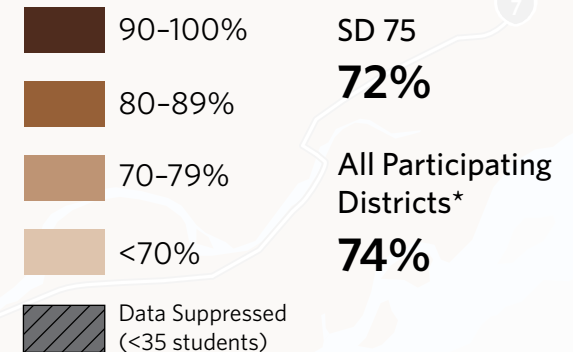 90–100%
80–89%
70–79%
<70%
Data Suppressed
(<35 students)
SD 75
72%
All Participating
Districts*
74%